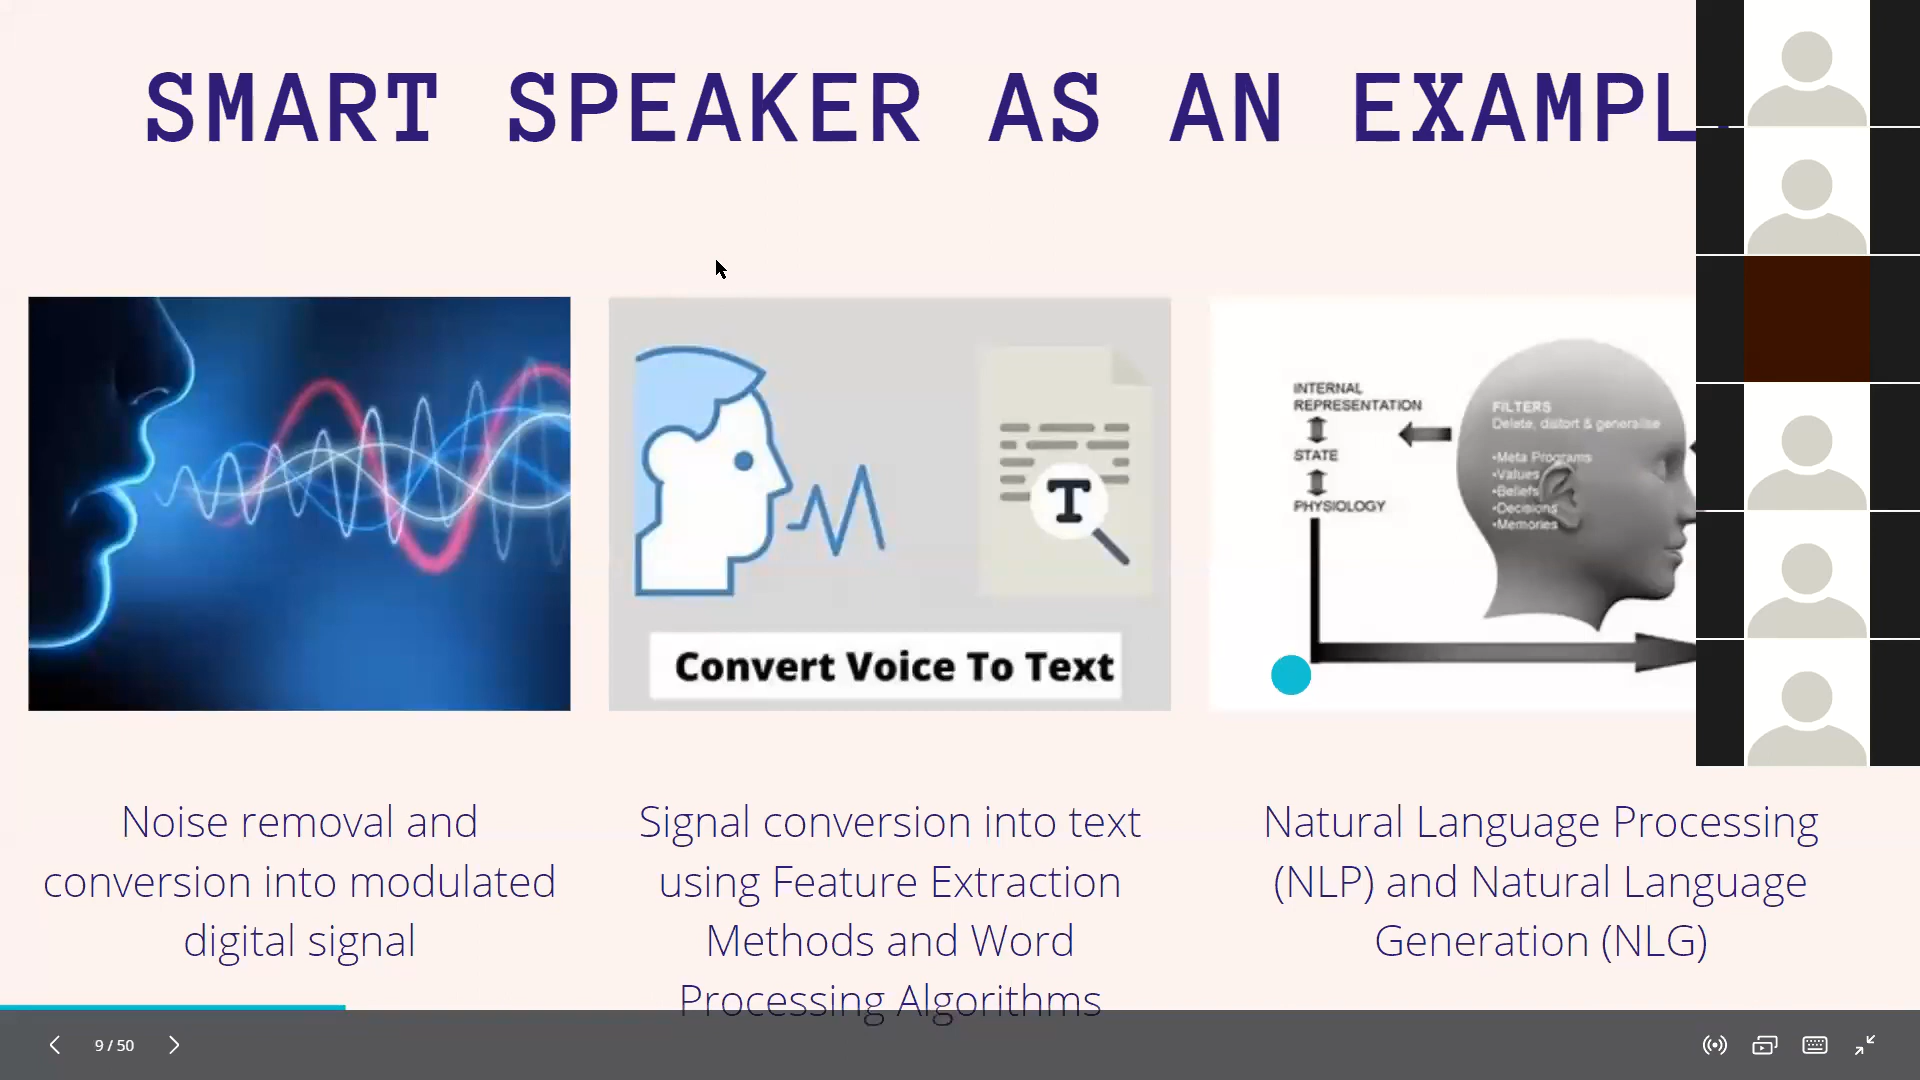 SMART SPEAKER AS AN EXAMPL
INTERNAL
REPRESENTATION
STATE
PHYSIOLOGY
FILTERS
Delete, distort & generalise
•Meta Programs
•Values
•Beliefs
•Decisions
•Memories
T
Convert Voice To Text
Noise removal and
conversion into modulated
digital signal
Signal conversion into text
using Feature Extraction
Methods and Word
Processing Algorithms
Natural Language Processing
(NLP) and Natural Language
Generation (NLG)
9 / 50